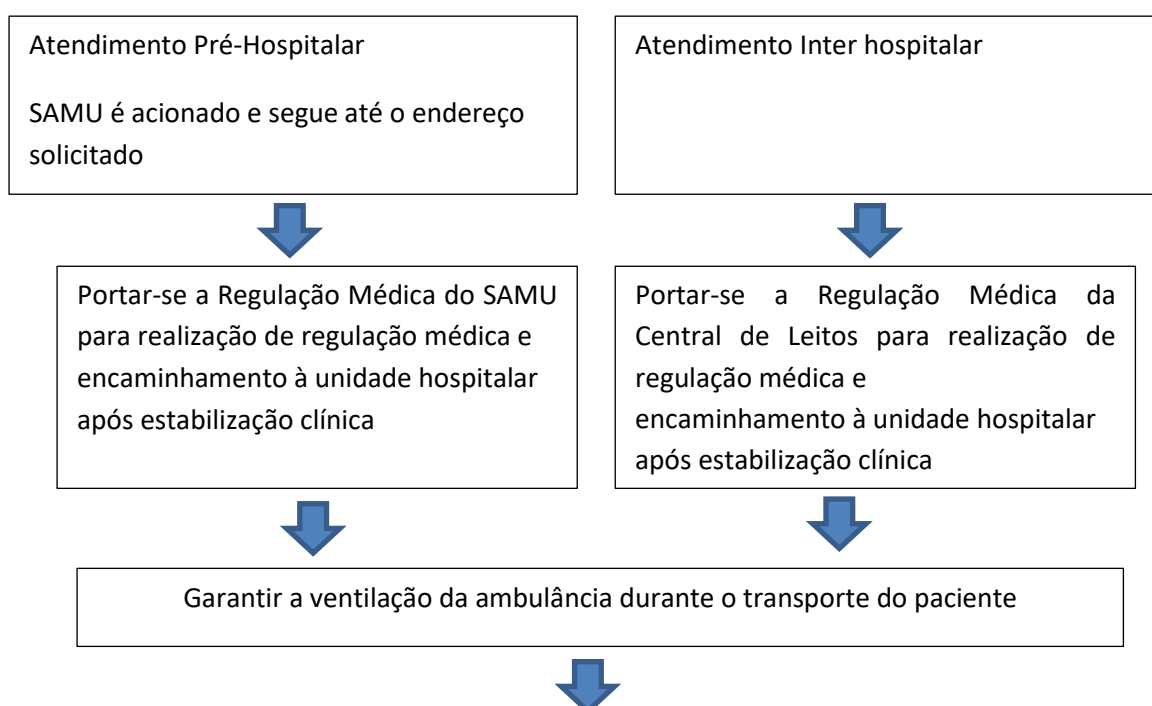 Atendimento Pré-Hospitalar
SAMU é acionado e segue até o endereço
solicitado
Atendimento Inter hospitalar
Portar-se a Regulação Médica do SAMU
para realização de regulação médica e
encaminhamento à unidade hospitalar
após estabilização clínica
Portar-se a Regulação Médica da
Central de Leitos para realização de
regulação médica e
encaminhamento à unidade hospitalar
após estabilização clínica
Garantir a ventilação da ambulância durante o transporte do paciente